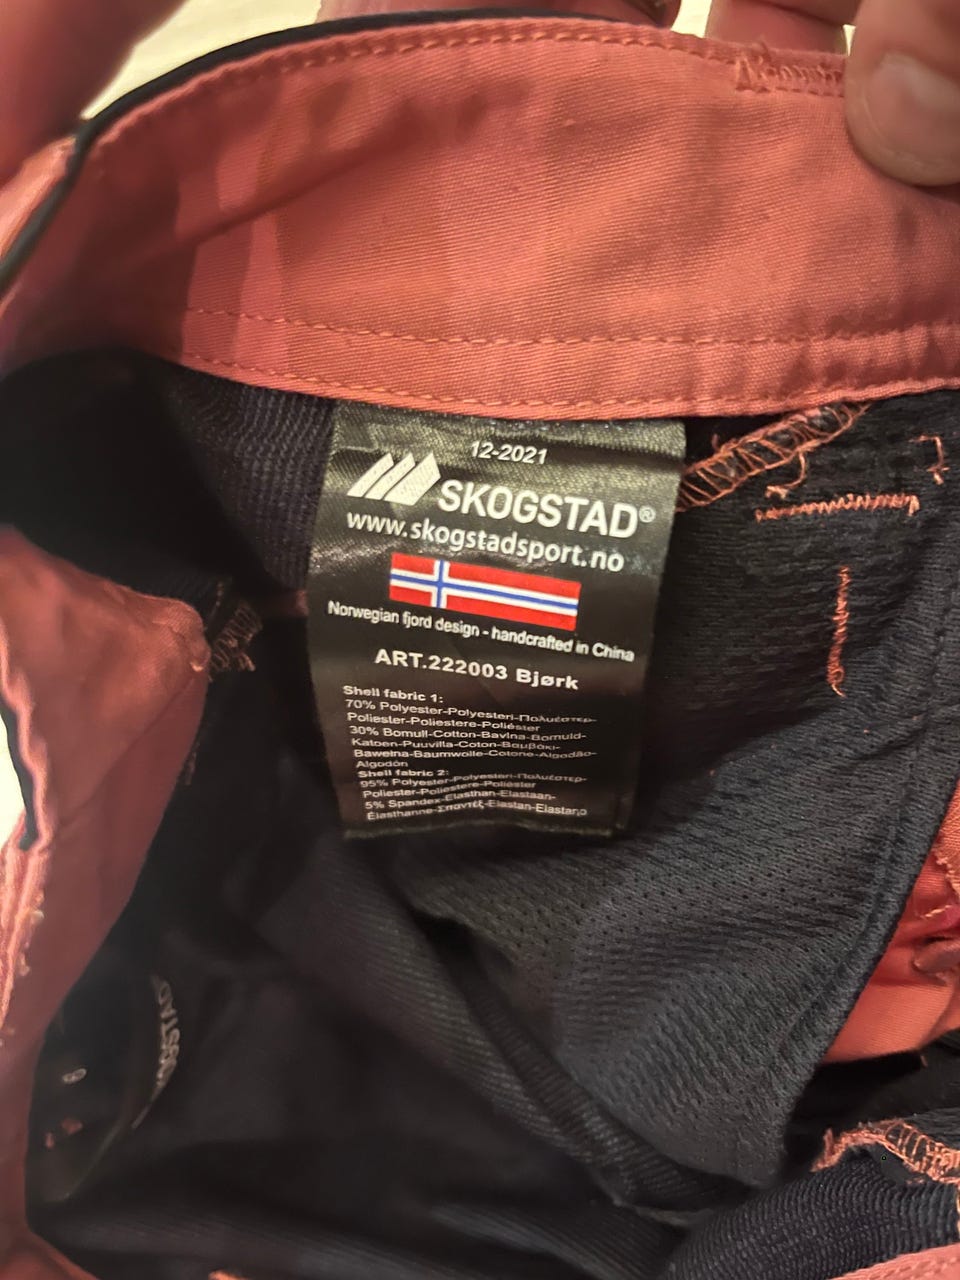 12-2021
SKOGSTAD®
www.skogstadsport.no
Norwegian fjord design - handcrafted in China
ART.222003 Bjørk
Shell fabric 1:
70% Polyester-Polyesteri-Πολυέστερ-
Poliester-Poliestere-Poliéster
30% Bomull-Cotton-Bavlna-Bomuld-
Katoen-Puuvilla-Coton-Βαμβάκι-
Bawełna-Baumwolle-Cotone-Algodão-
Algodón
Shell fabric 2:
95% Polyester-Polyesteri-Πολυέστερ-
Poliester-Poliestere-Poliéster
5% Spandex-Elasthan-Elastaan-
Élasthanne-Σπαντέξ-Elastan-Elastano